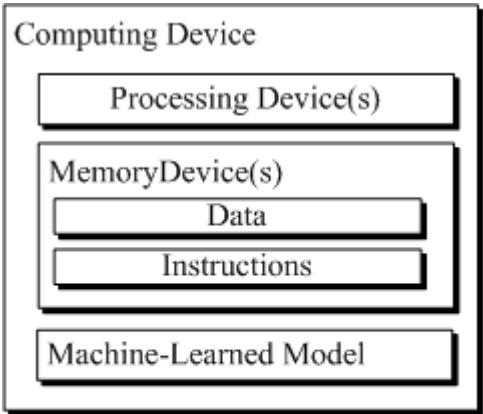 Computing Device
Processing Device(s)
MemoryDevice(s)
Data
Instructions
Machine-Learned Model